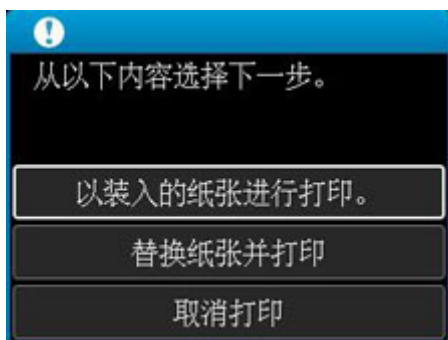 从以下内容选择下一步。
以装入的纸张进行打印。
替换纸张并打印
取消打印